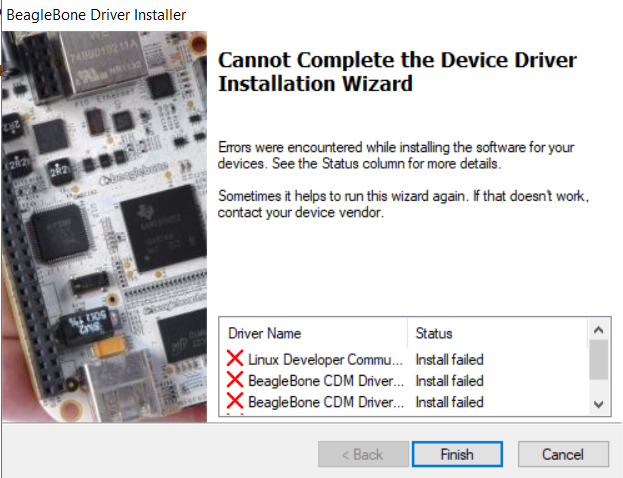 BeagleBone Driver Installer
Cannot Complete the Device Driver
Installation Wizard
Errors were encountered while installing the software for your
devices. See the Status column for more details.
Sometimes it helps to run this wizard again. If that doesn't work,
contact your device vendor.
Driver Name Status
Linux Developer Commu... Install failed
BeagleBone CDM Driver... Install failed
BeagleBone CDM Driver... Install failed
< Back Finish Cancel
beaglebone